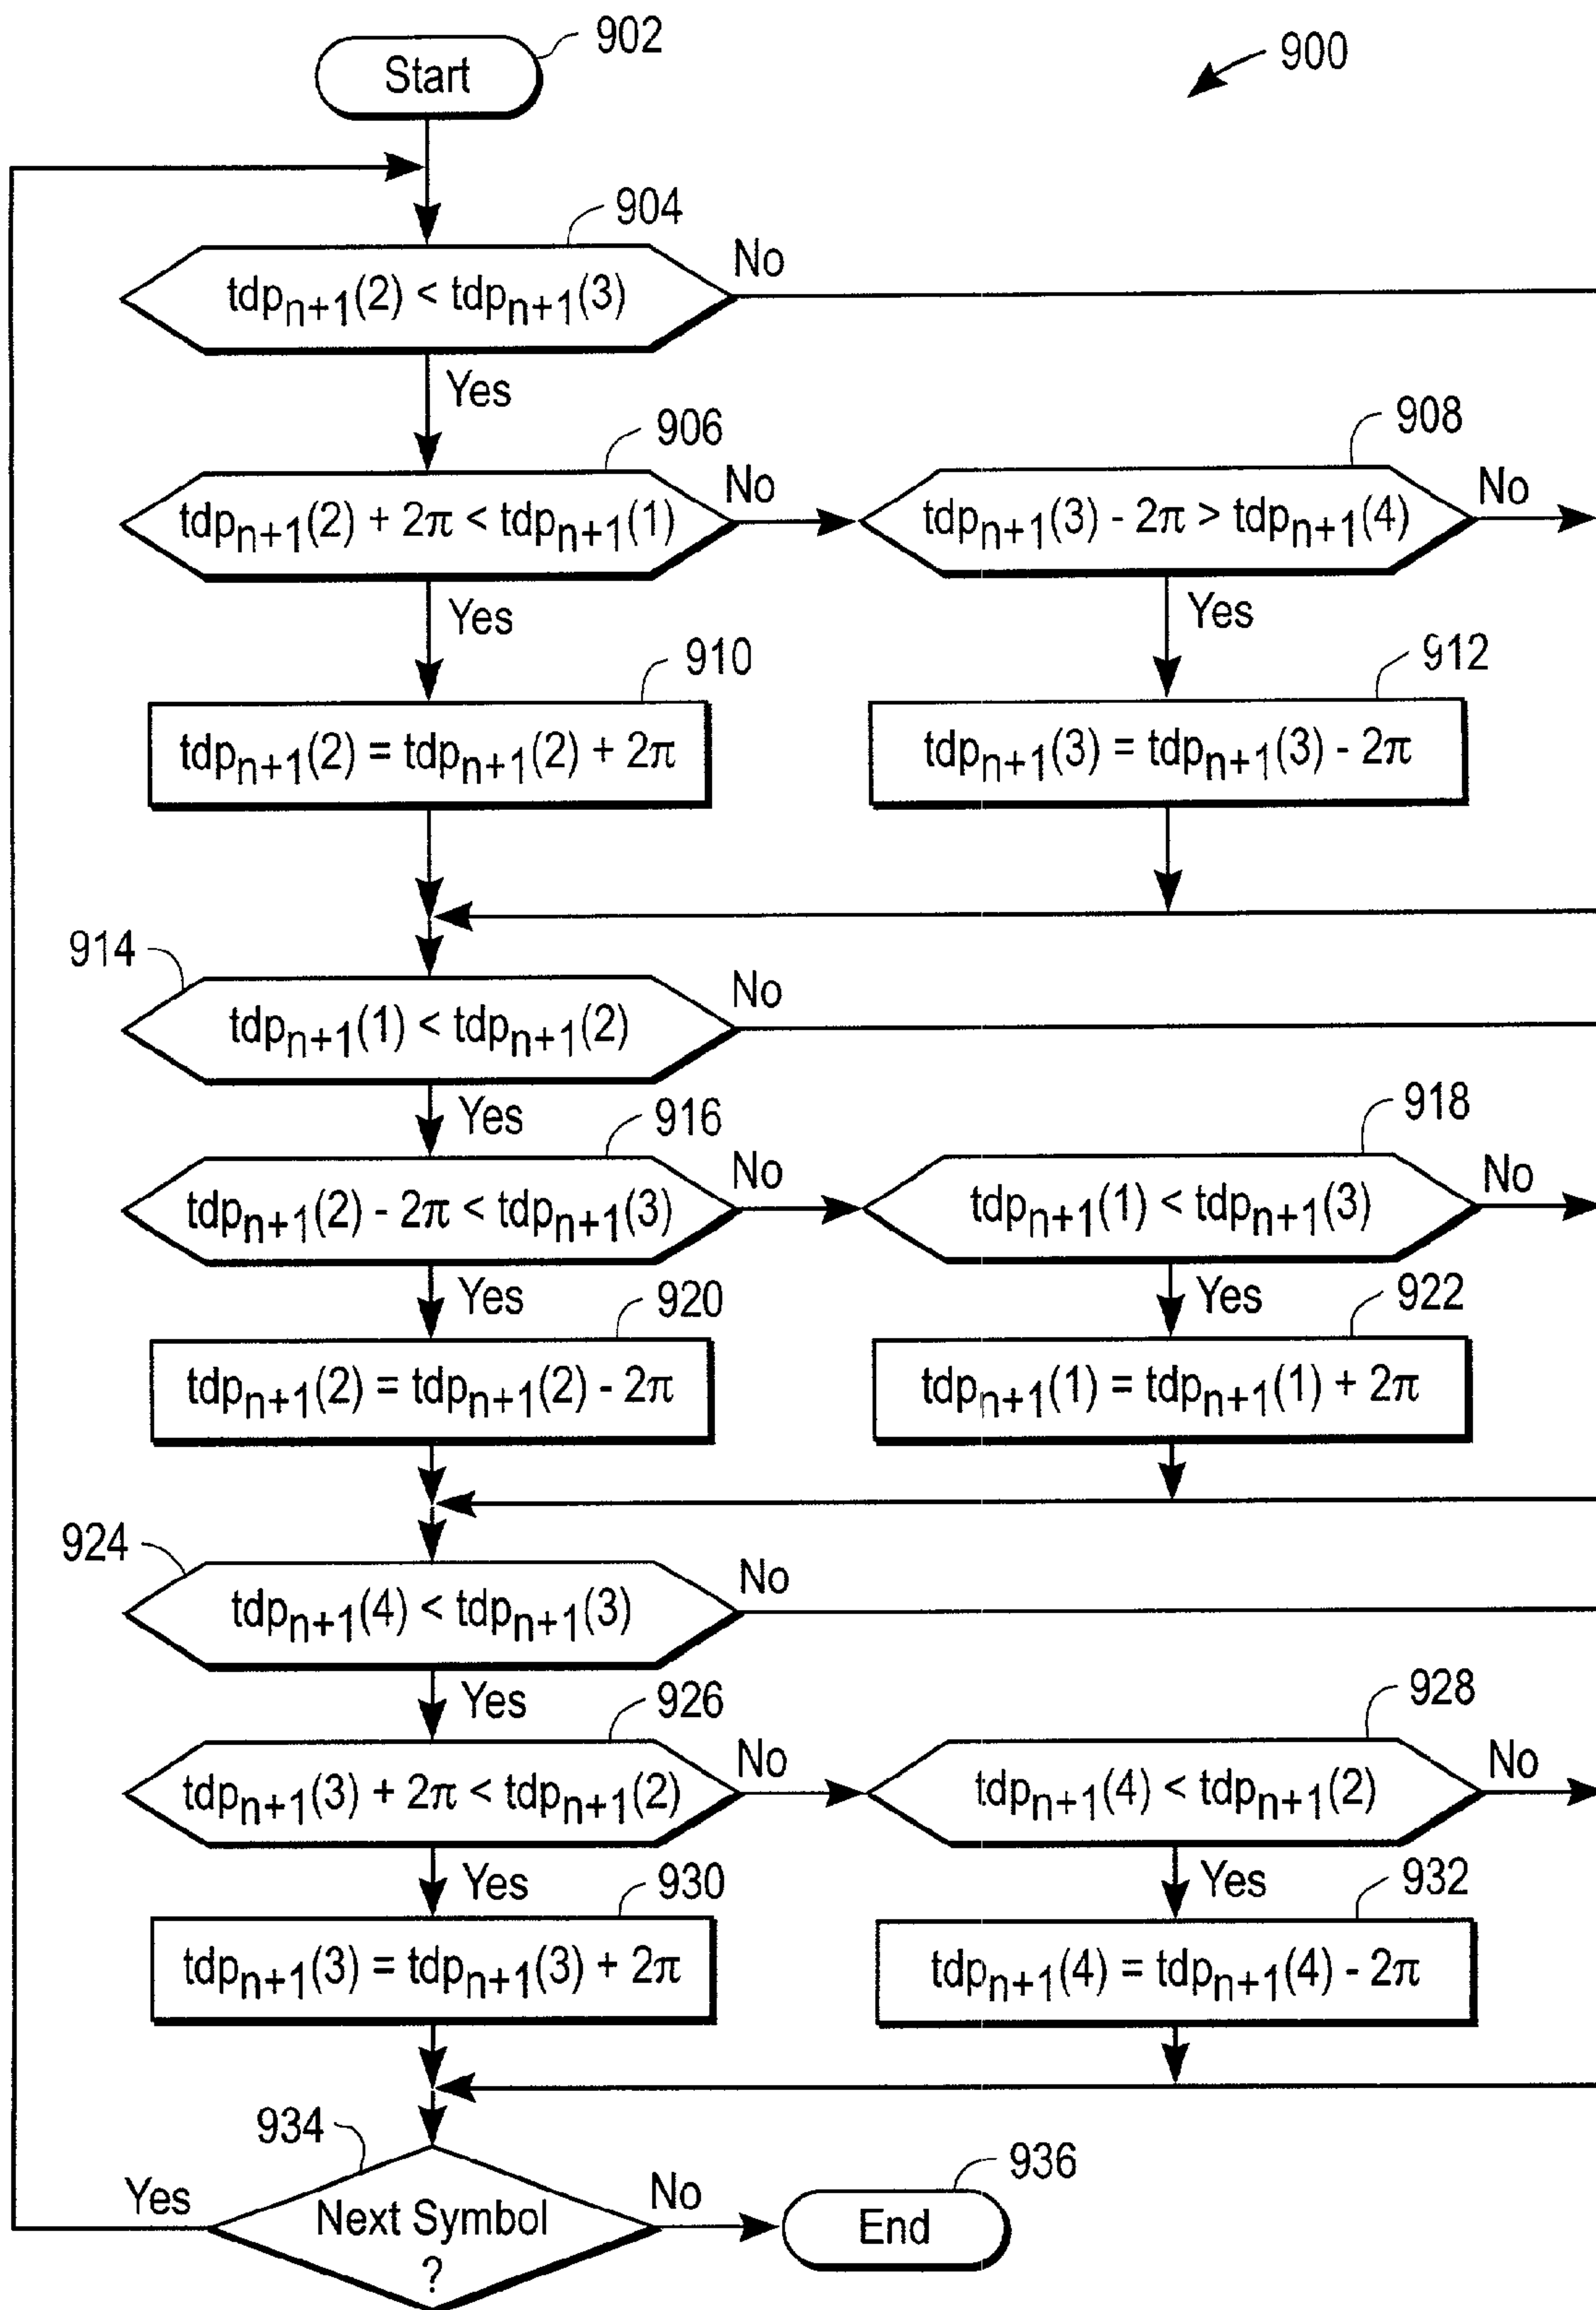 902
Start
900
904
tdpn+1(2) < tdpn+1(3)
No
Yes
906
tdpn+1(2) + 2π < tdpn+1(1)
No
908
tdpn+1(3) - 2π > tdpn+1(4)
No
Yes
Yes
910
tdpn+1(2) = tdpn+1(2) + 2π
912
tdpn+1(3) = tdpn+1(3) - 2π
914
tdpn+1(1) < tdpn+1(2)
No
Yes
916
tdpn+1(2) - 2π < tdpn+1(3)
No
918
tdpn+1(1) < tdpn+1(3)
No
Yes
Yes
920
tdpn+1(2) = tdpn+1(2) - 2π
922
tdpn+1(1) = tdpn+1(1) + 2π
924
tdpn+1(4) < tdpn+1(3)
No
Yes
926
tdpn+1(3) + 2π < tdpn+1(2)
No
928
tdpn+1(4) < tdpn+1(2)
No
Yes
Yes
930
tdpn+1(3) = tdpn+1(3) + 2π
932
tdpn+1(4) = tdpn+1(4) - 2π
934
Yes
Next Symbol
?
No
936
End